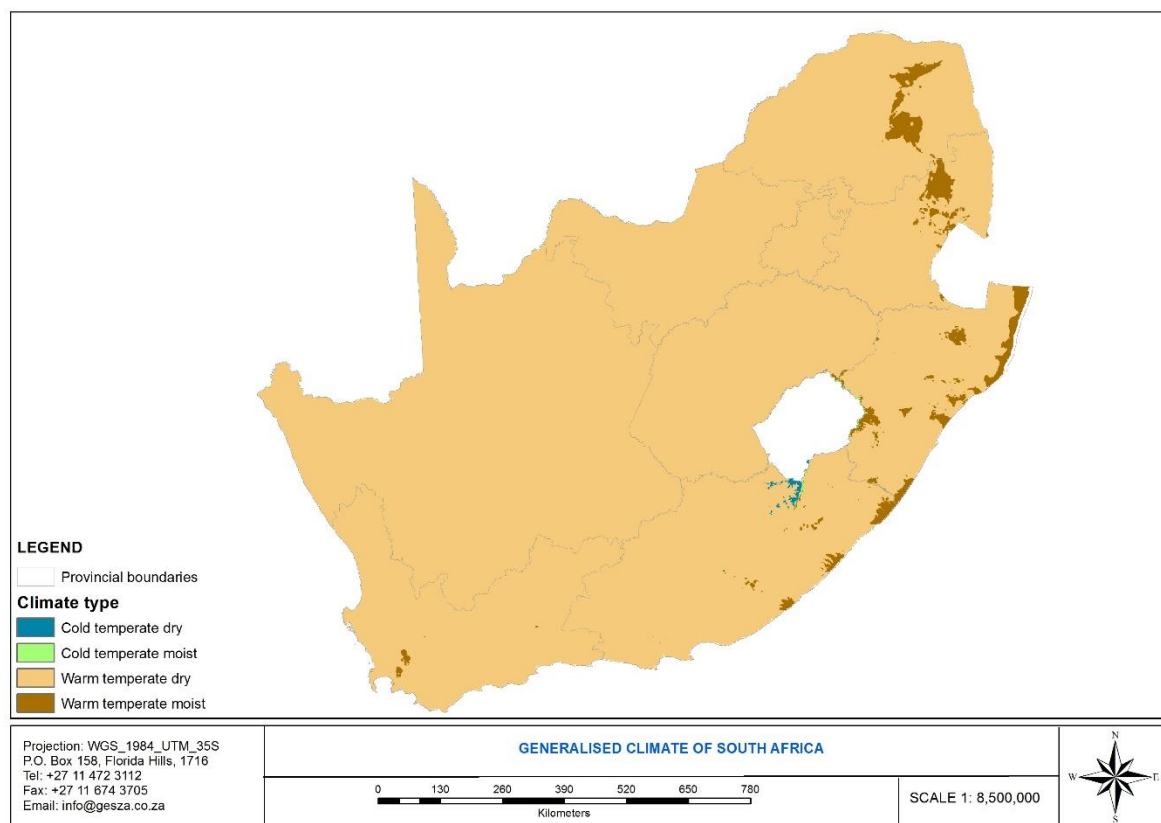 LEGEND
Provincial boundaries
Climate type
Cold temperate dry
Cold temperate moist
Warm temperate dry
Warm temperate moist
Projection: WGS_1984_UTM_35S
P.O. Box 158, Florida Hills, 1716
Tel: +27 11 472 3112
Fax: +27 11 674 3705
Email: info@gesza.co.za
GENERALISED CLIMATE OF SOUTH AFRICA
0 130 260 390 520 650 780
Kilometers
SCALE 1: 8,500,000
N
W E
S